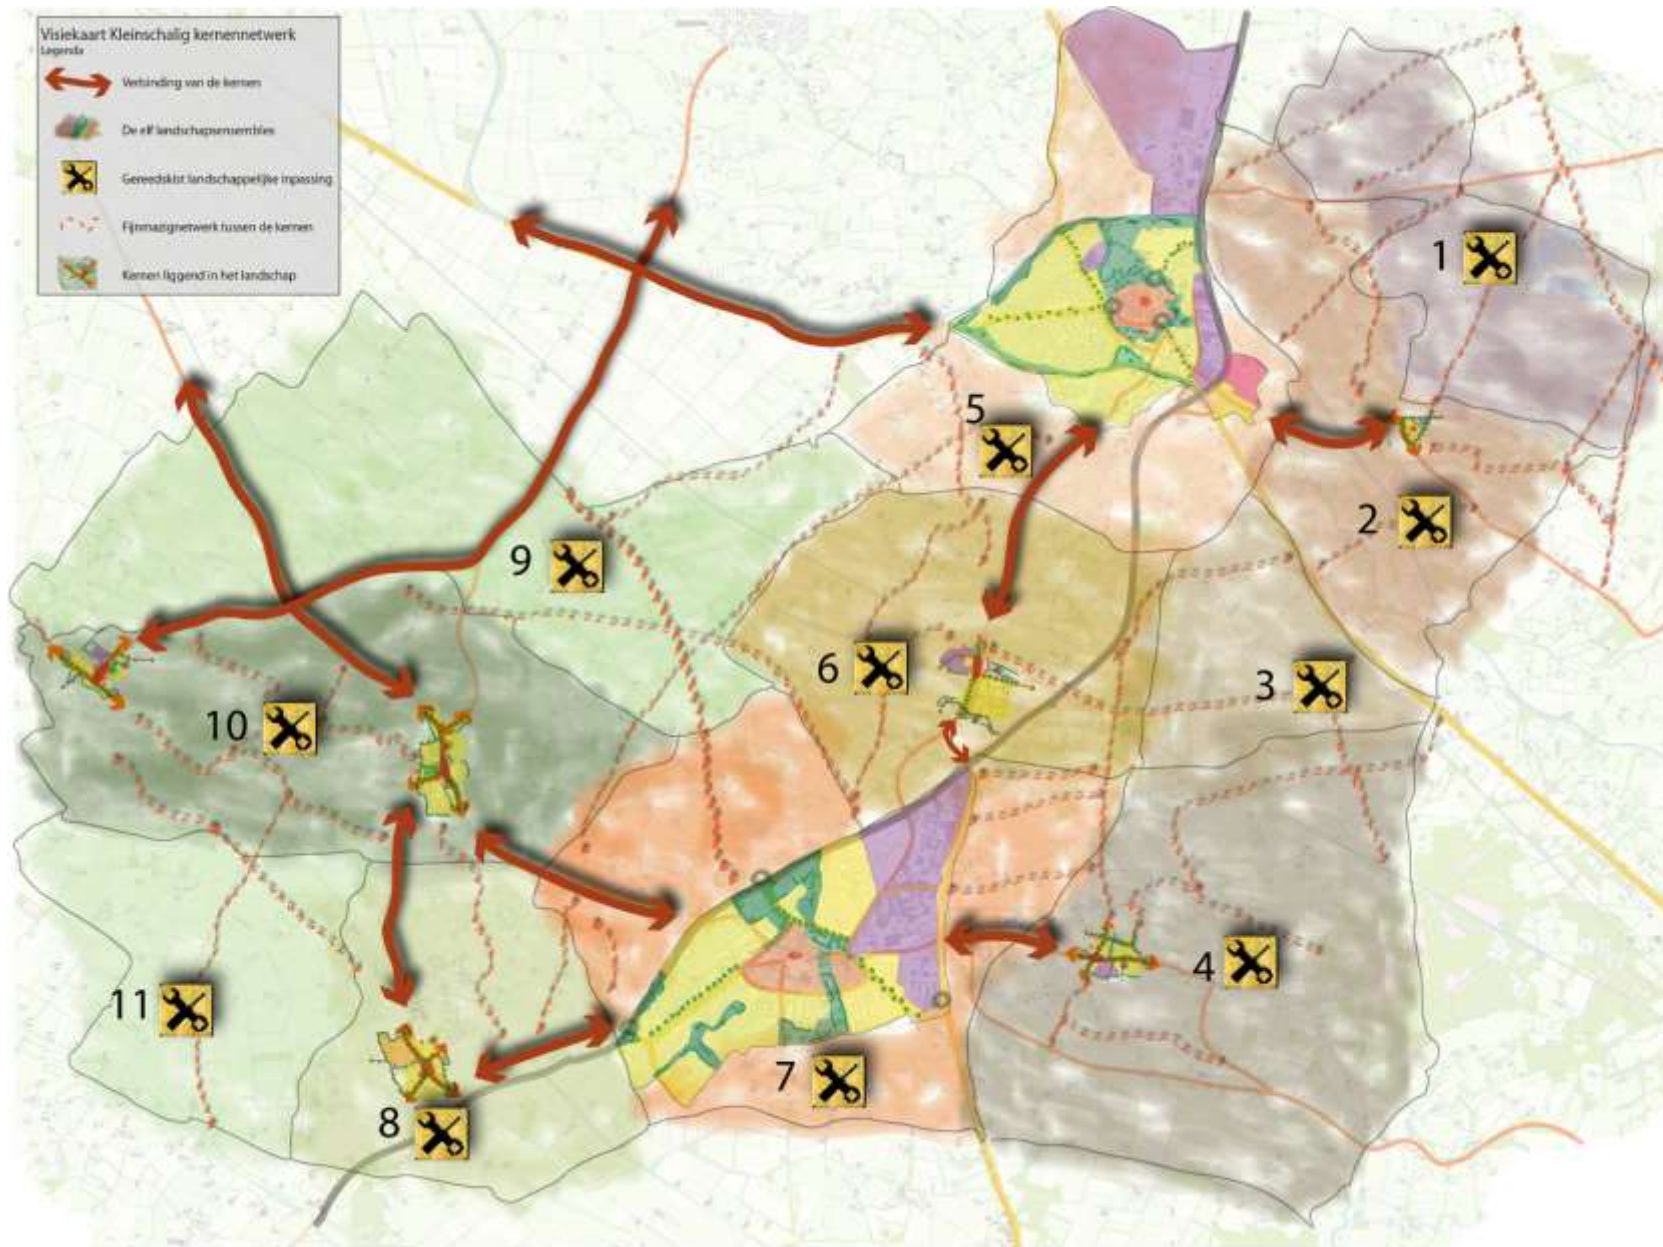 Visiekaart Kleinschalig kernennetwerk
Legenda
Verbinding van de kernen
De elf landschapsensembles
Gereedskist landschappelijke inpassing
Fijnmazignetwerk tussen de kernen
Kernen liggend in het landschap
1
5
2
9
6
3
10
4
11
7
8